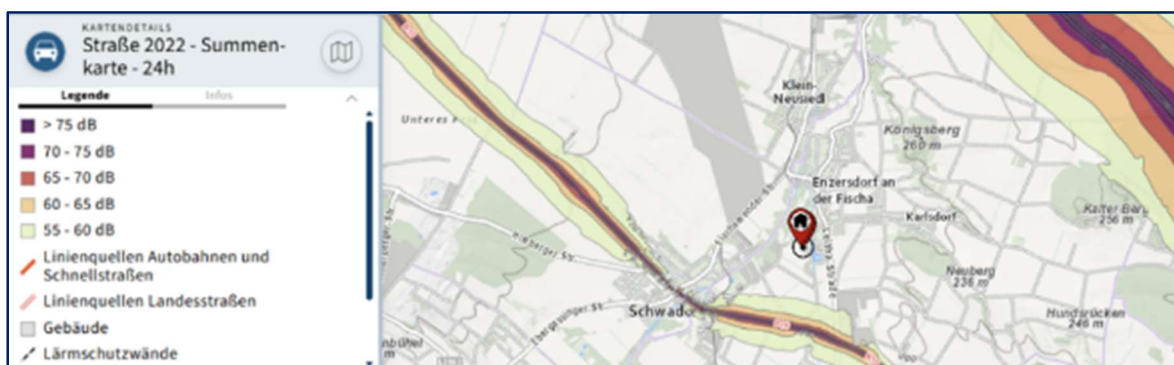 KARTENDETAILS
Straße 2022 - Summen-
karte - 24h
Legende
Infos
> 75 dB
70 - 75 dB
65 - 70 dB
60 - 65 dB
55 - 60 dB
Linienquellen Autobahnen und
Schnellstraßen
Linienquellen Landesstraßen
Gebäude
Lärmschutzwände
Unteres
Klein-
Neusiedl
Königsberg
260 m
Enzersdorf an
der Fischa
Karlsdorf
Kalter Berg
256 m
Neuberg
236 m
Hundsrücken
246 m
Schwado